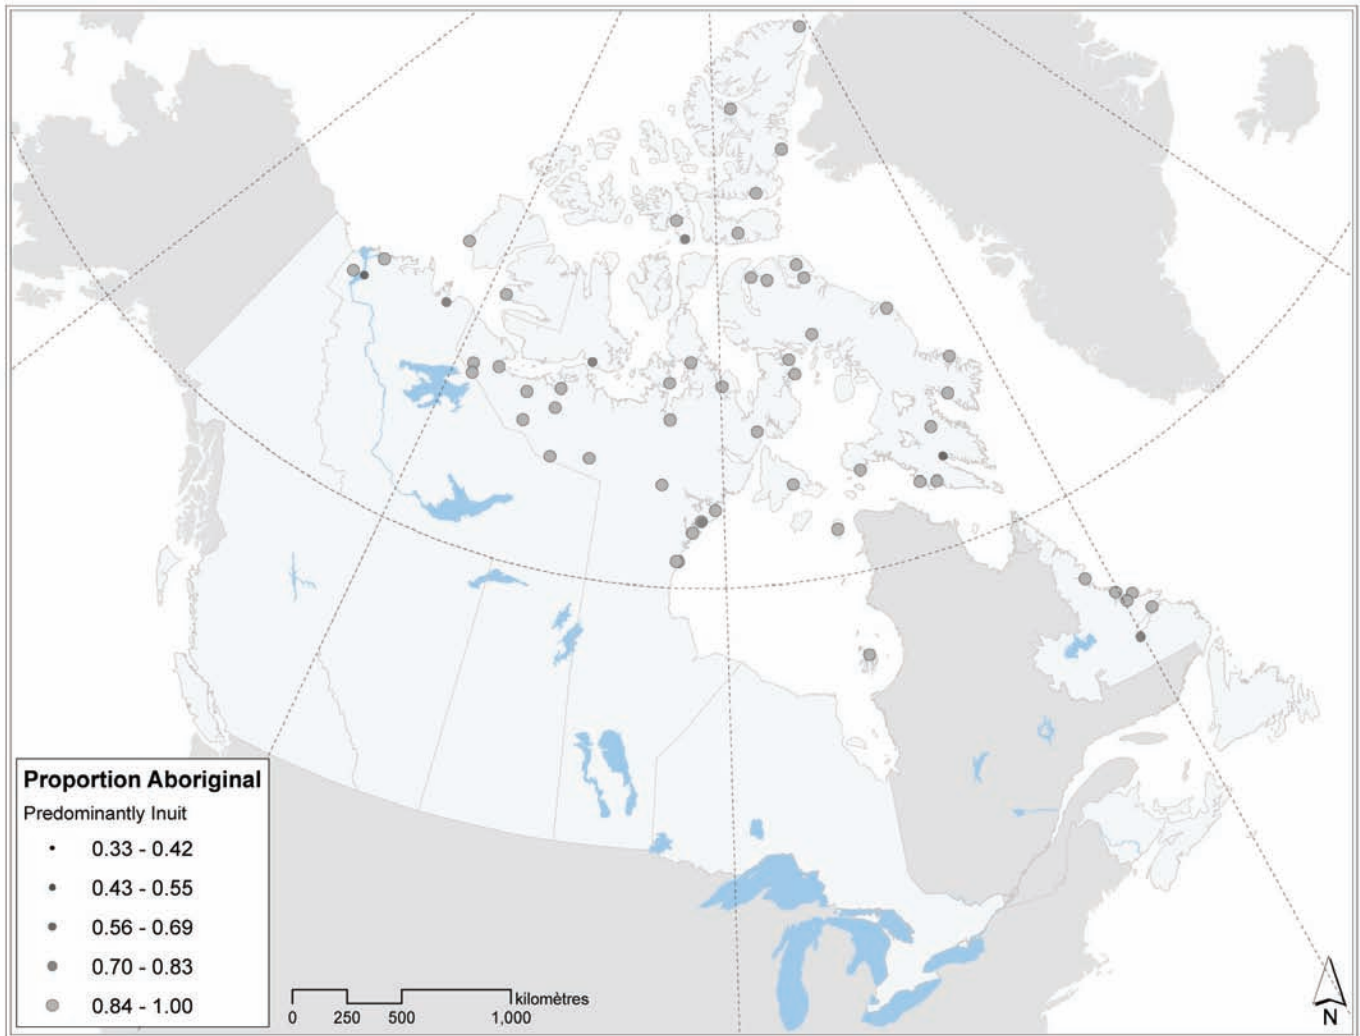 Proportion Aboriginal
Predominantly Inuit
0.33 - 0.42
0.43 - 0.55
0.56 - 0.69
0.70 - 0.83
0.84 - 1.00
kilomètres
0 250 500 1,000
N